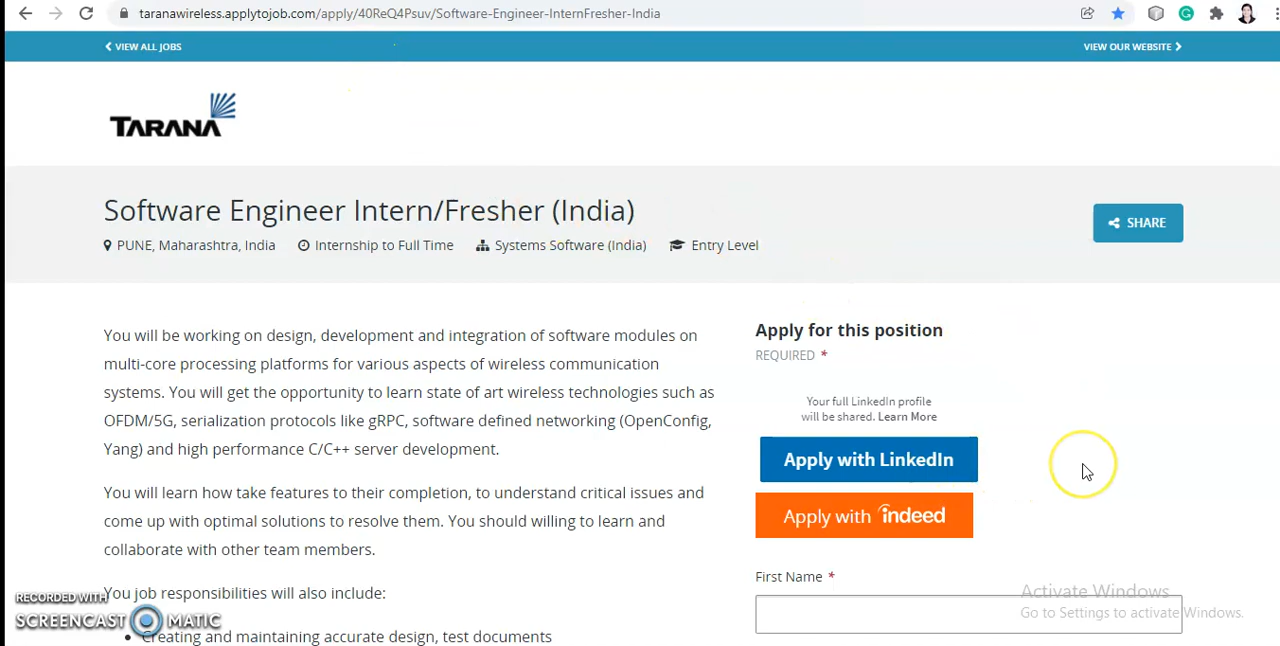 taranawireless.applytojob.com/apply/40ReQ4Psuv/Software-Engineer-InternFresher-India
VIEW ALL JOBS
VIEW OUR WEBSITE
TARANA
Software Engineer Intern/Fresher (India)
PUNE, Maharashtra, India Internship to Full Time Systems Software (India) Entry Level
SHARE
You will be working on design, development and integration of software modules on
multi-core processing platforms for various aspects of wireless communication
systems. You will get the opportunity to learn state of art wireless technologies such as
OFDM/5G, serialization protocols like gRPC, software defined networking (OpenConfig,
Yang) and high performance C/C++ server development.
You will learn how take features to their completion, to understand critical issues and
come up with optimal solutions to resolve them. You should willing to learn and
collaborate with other team members.
You job responsibilities will also include:
• Creating and maintaining accurate design, test documents
Apply for this position
REQUIRED *
Your full LinkedIn profile
will be shared. Learn More
Apply with LinkedIn
Apply with indeed
First Name *
Activate Windows
Go to Settings to activate Windows.
RECORDED WITH
SCREENCAST MATIC